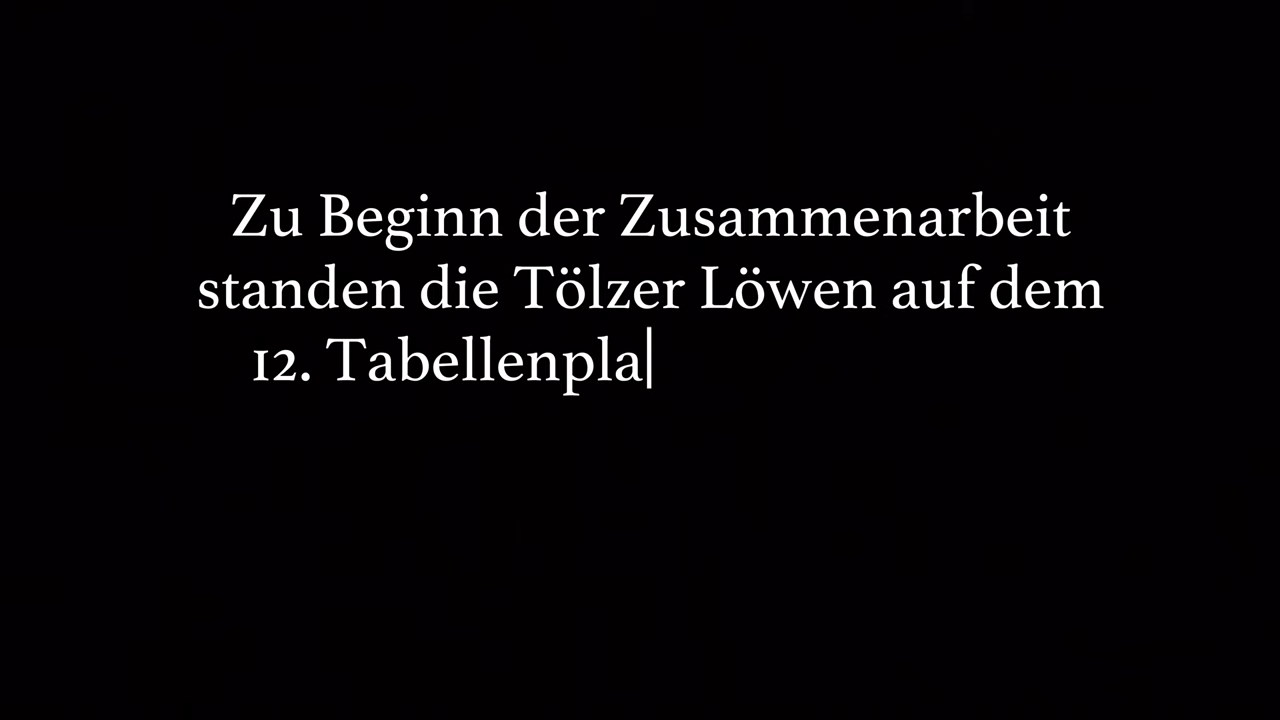 Zu Beginn der Zusammenarbeit
standen die Tölzer Löwen auf dem
12. Tabellenpla